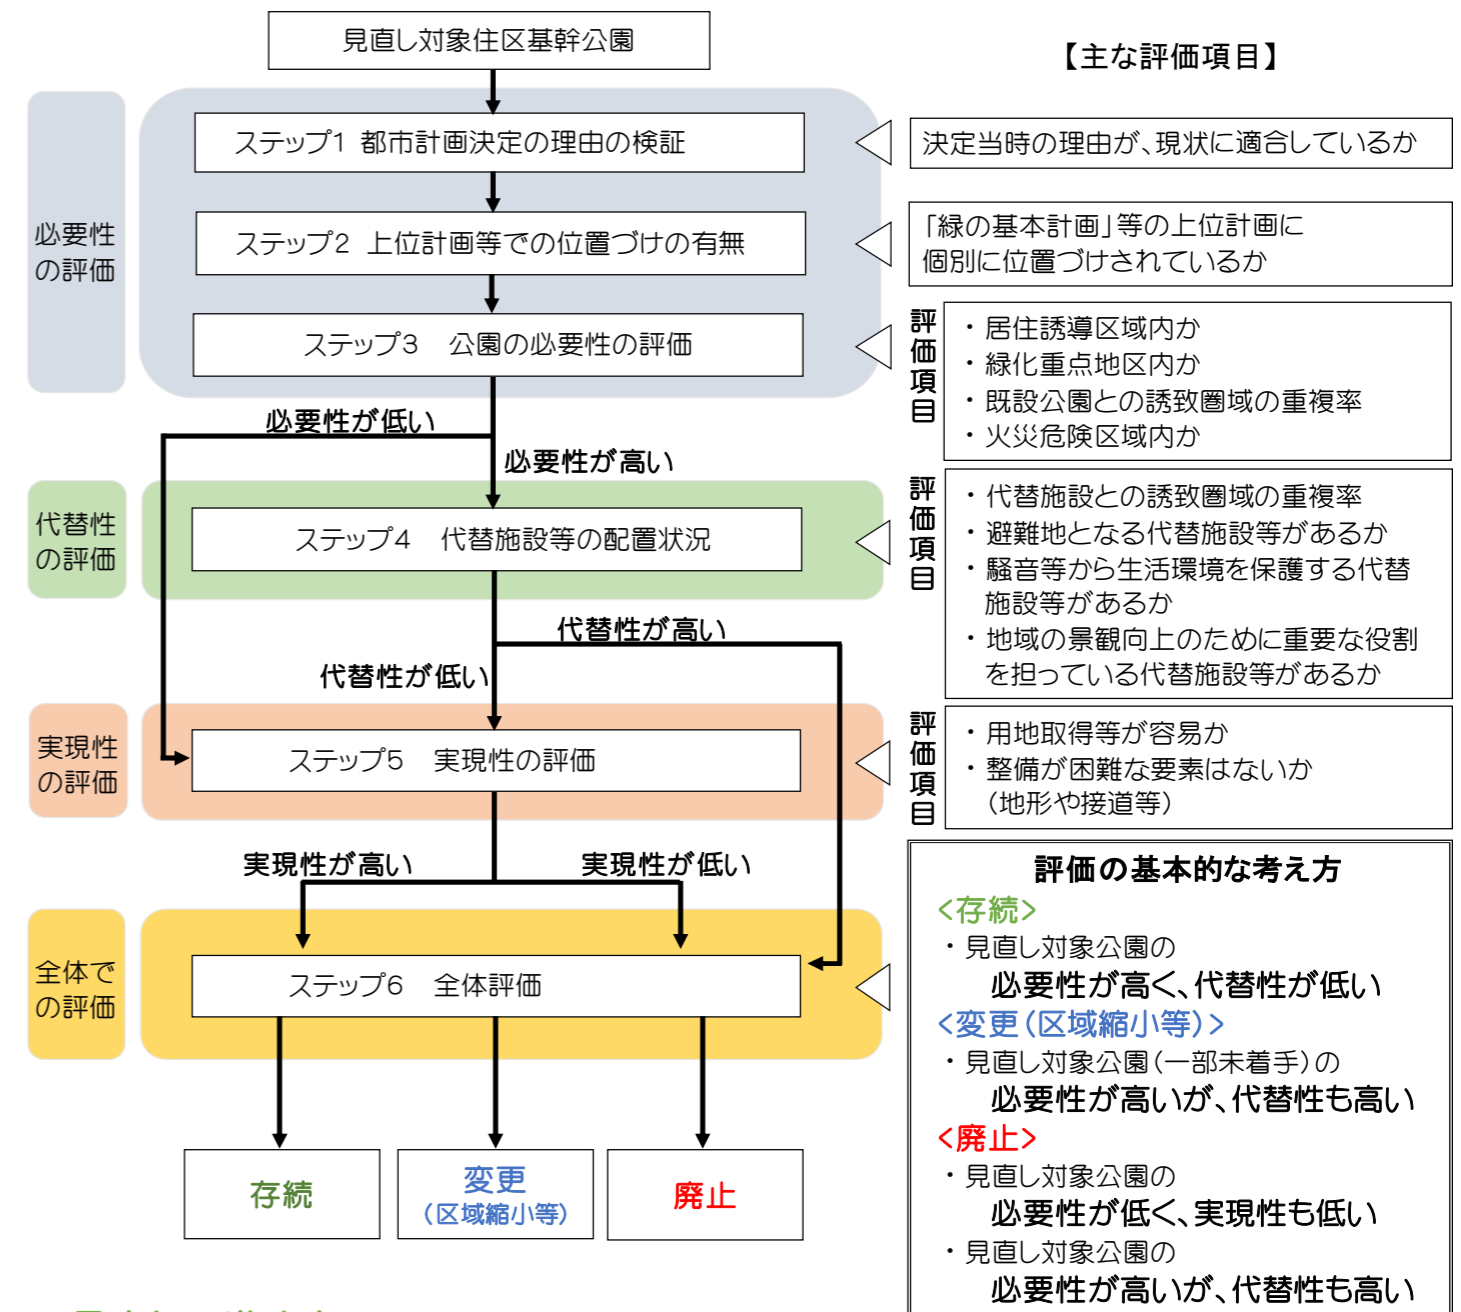 見直し対象住区基幹公園
【主な評価項目】
必要性
の評価
ステップ1 都市計画決定の理由の検証
決定当時の理由が、現状に適合しているか
ステップ2 上位計画等での位置づけの有無
「緑の基本計画」等の上位計画に
個別に位置づけされているか
ステップ3 公園の必要性の評価
評価項目
・居住誘導区域内か
・緑化重点地区内か
・既設公園との誘致圏域の重複率
・火災危険区域内か
必要性が低い
必要性が高い
代替性
の評価
ステップ4 代替施設等の配置状況
評価項目
・代替施設との誘致圏域の重複率
・避難地となる代替施設等があるか
・騒音等から生活環境を保護する代替
施設等があるか
・地域の景観向上のために重要な役割
を担っている代替施設等があるか
代替性が高い
代替性が低い
実現性
の評価
ステップ5 実現性の評価
評価項目
・用地取得等が容易か
・整備が困難な要素はないか
（地形や接道等）
実現性が高い
実現性が低い
全体で
の評価
ステップ6 全体評価
存続
変更
（区域縮小等）
廃止
評価の基本的な考え方
<存続>
・見直し対象公園の
必要性が高く、代替性が低い
<変更（区域縮小等）>
・見直し対象公園（一部未着手）の
必要性が高いが、代替性も高い
<廃止>
・見直し対象公園の
必要性が低く、実現性も低い
・見直し対象公園の
必要性が高いが、代替性も高い